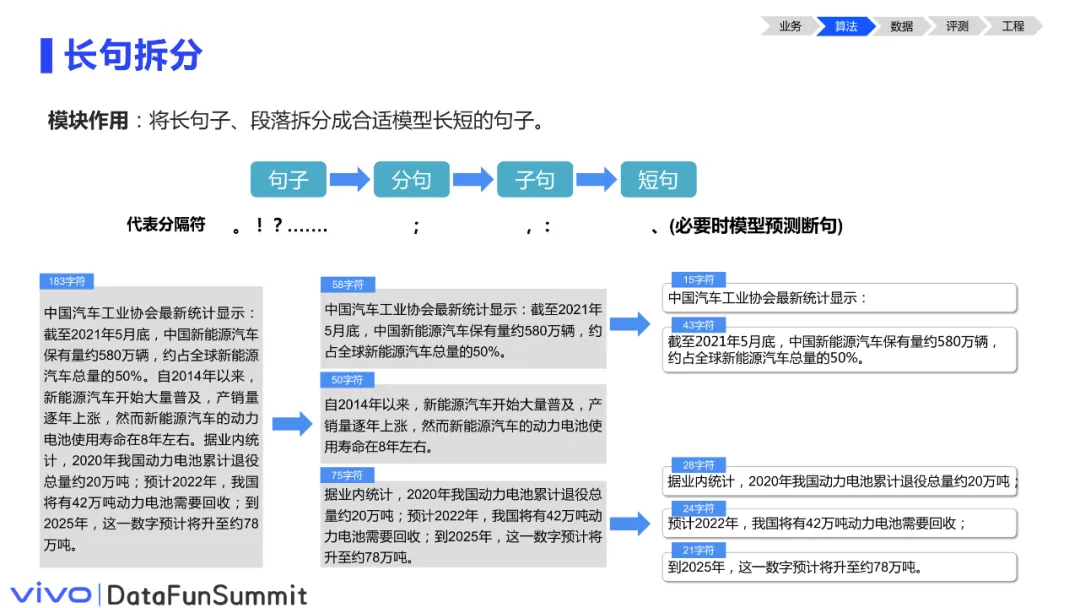 业务 算法 数据 评测 工程
长句拆分
模块作用：将长句子、段落拆分成合适模型长短的句子。
句子 分句 子句 短句
代表分隔符 。！？…… ； ，： 、(必要时模型预测断句)
183字符
中国汽车工业协会最新统计显示：
截至2021年5月底，中国新能源汽车
保有量约580万辆，约占全球新能源
汽车总量的50%。自2014年以来，
新能源汽车开始大量普及，产销量
逐年上涨，然而新能源汽车的动力
电池使用寿命在8年左右。据业内统
计，2020年我国动力电池累计退役
总量约20万吨；预计2022年，我国
将有42万吨动力电池需要回收；到
2025年，这一数字预计将升至约78
万吨。
58字符
中国汽车工业协会最新统计显示：截至2021年
5月底，中国新能源汽车保有量约580万辆，约
占全球新能源汽车总量的50%。
50字符
自2014年以来，新能源汽车开始大量普及，产
销量逐年上涨，然而新能源汽车的动力电池使
用寿命在8年左右。
75字符
据业内统计，2020年我国动力电池累计退役总
量约20万吨；预计2022年，我国将有42万吨动
力电池需要回收；到2025年，这一数字预计将
升至约78万吨。
15字符
中国汽车工业协会最新统计显示：
43字符
截至2021年5月底，中国新能源汽车保有量约580万辆，
约占全球新能源汽车总量的50%。
28字符
据业内统计，2020年我国动力电池累计退役总量约20万吨；
24字符
预计2022年，我国将有42万吨动力电池需要回收；
21字符
到2025年，这一数字预计将升至约78万吨。
vivo DataFunSummit